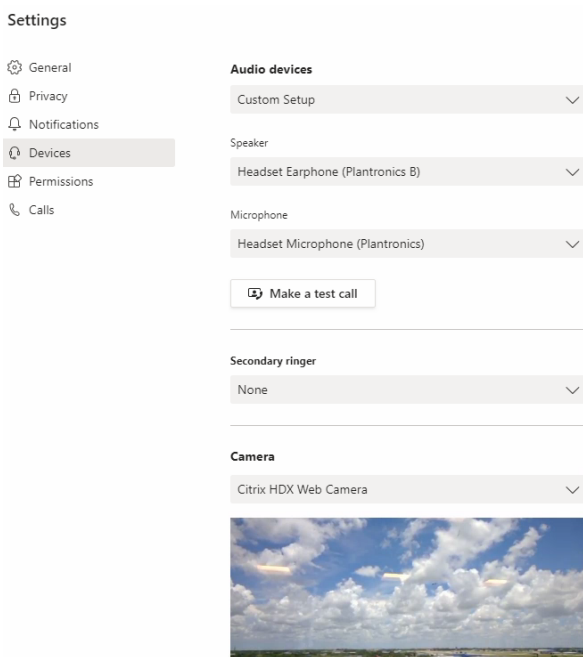 Settings
General
Privacy
Notifications
Devices
Permissions
Calls
Audio devices
Custom Setup
Speaker
Headset Earphone (Plantronics B)
Microphone
Headset Microphone (Plantronics)
Make a test call
Secondary ringer
None
Camera
Citrix HDX Web Camera